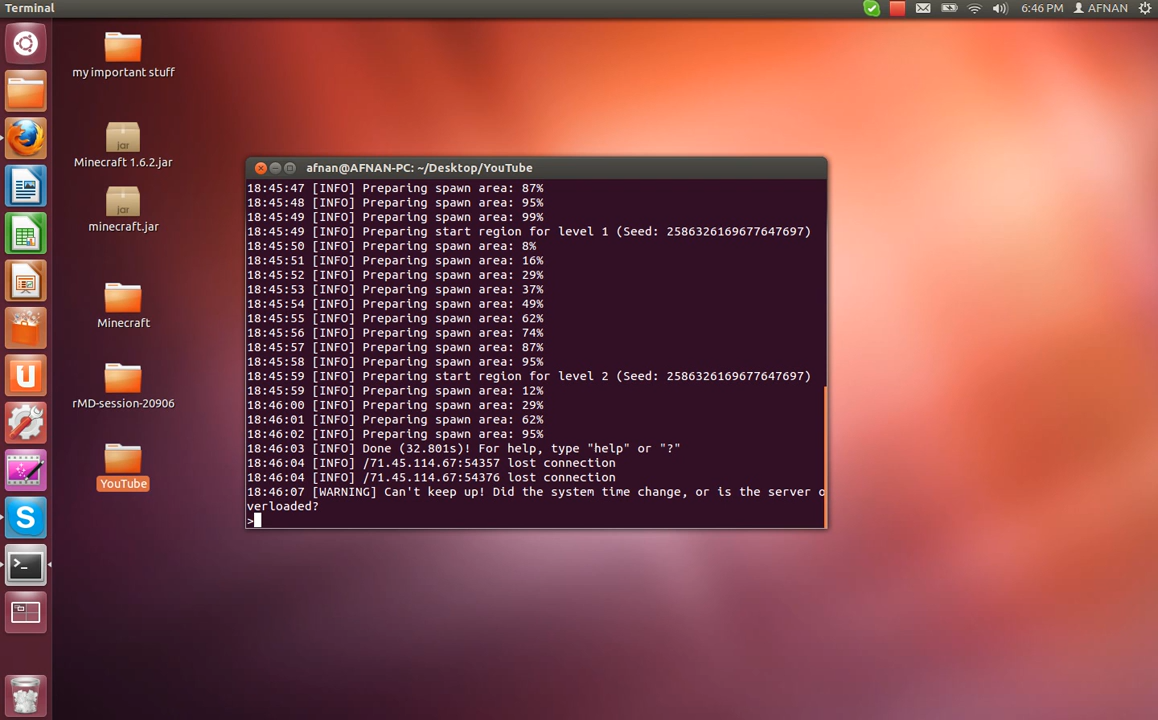 Terminal
6:46 PM
AFNAN
my important stuff
jar
Minecraft 1.6.2.jar
jar
minecraft.jar
Minecraft
rMD-session-20906
YouTube
afnan@AFNAN-PC: ~/Desktop/YouTube
18:45:47 [INFO] Preparing spawn area: 87%
18:45:48 [INFO] Preparing spawn area: 95%
18:45:49 [INFO] Preparing spawn area: 99%
18:45:49 [INFO] Preparing start region for level 1 (Seed: 2586326169677647697)
18:45:50 [INFO] Preparing spawn area: 8%
18:45:51 [INFO] Preparing spawn area: 16%
18:45:52 [INFO] Preparing spawn area: 29%
18:45:53 [INFO] Preparing spawn area: 37%
18:45:54 [INFO] Preparing spawn area: 49%
18:45:55 [INFO] Preparing spawn area: 62%
18:45:56 [INFO] Preparing spawn area: 74%
18:45:57 [INFO] Preparing spawn area: 87%
18:45:58 [INFO] Preparing spawn area: 95%
18:45:59 [INFO] Preparing start region for level 2 (Seed: 2586326169677647697)
18:45:59 [INFO] Preparing spawn area: 12%
18:46:00 [INFO] Preparing spawn area: 29%
18:46:01 [INFO] Preparing spawn area: 62%
18:46:02 [INFO] Preparing spawn area: 95%
18:46:03 [INFO] Done (32.801s)! For help, type "help" or "?"
18:46:04 [INFO] /71.45.114.67:54357 lost connection
18:46:04 [INFO] /71.45.114.67:54376 lost connection
18:46:07 [WARNING] Can't keep up! Did the system time change, or is the server o
verloaded?
>